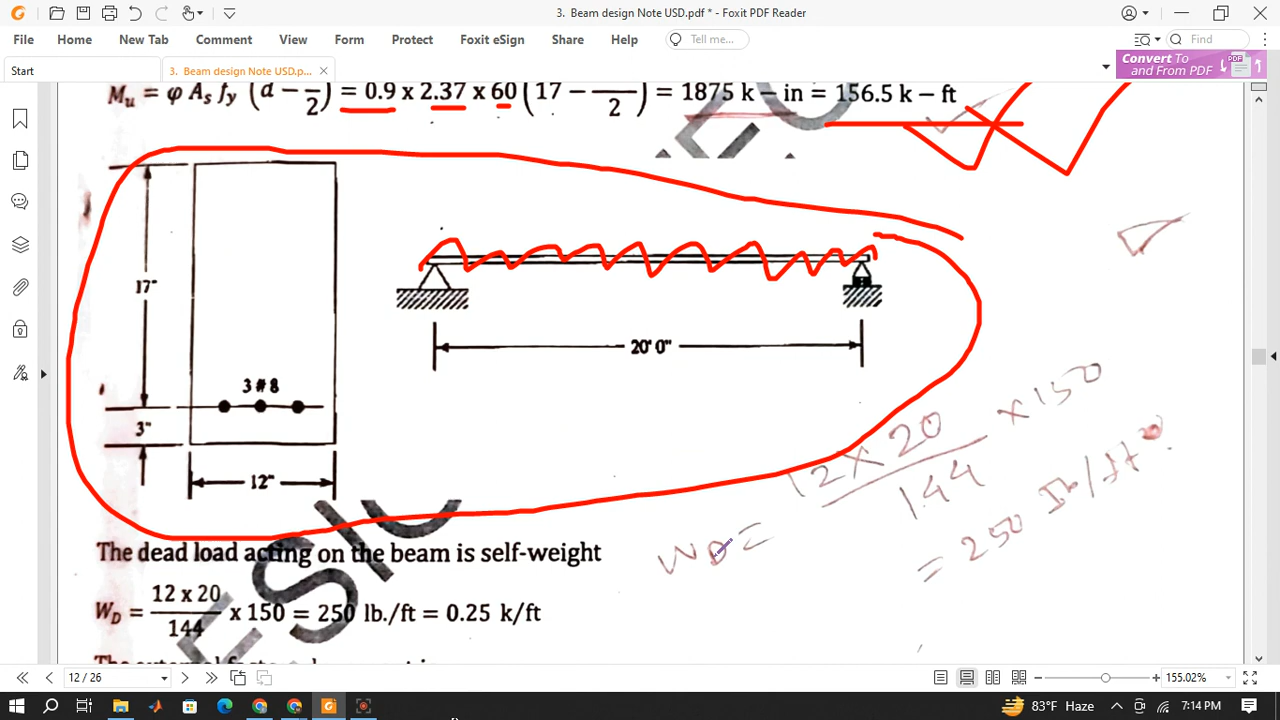 3. Beam design Note USD.pdf * - Foxit PDF Reader
File Home New Tab Comment View Form Protect Foxit eSign Share Help Tell me... Find
Start 3. Beam design Note USD.p... Convert To and From PDF
Mu = φ As fy (d − —/2) = 0.9 x 2.37 x 60 (17 − —/2) = 1875 k − in = 156.5 k − ft
17"
20' 0"
3 # 8
3"
12"
WD = 12 x 20/144 x 150
= 250 lb/ft
The dead load acting on the beam is self-weight
WD = 12 x 20/144 x 150 = 250 lb./ft = 0.25 k/ft
12 / 26
155.02%
83°F Haze
7:14 PM